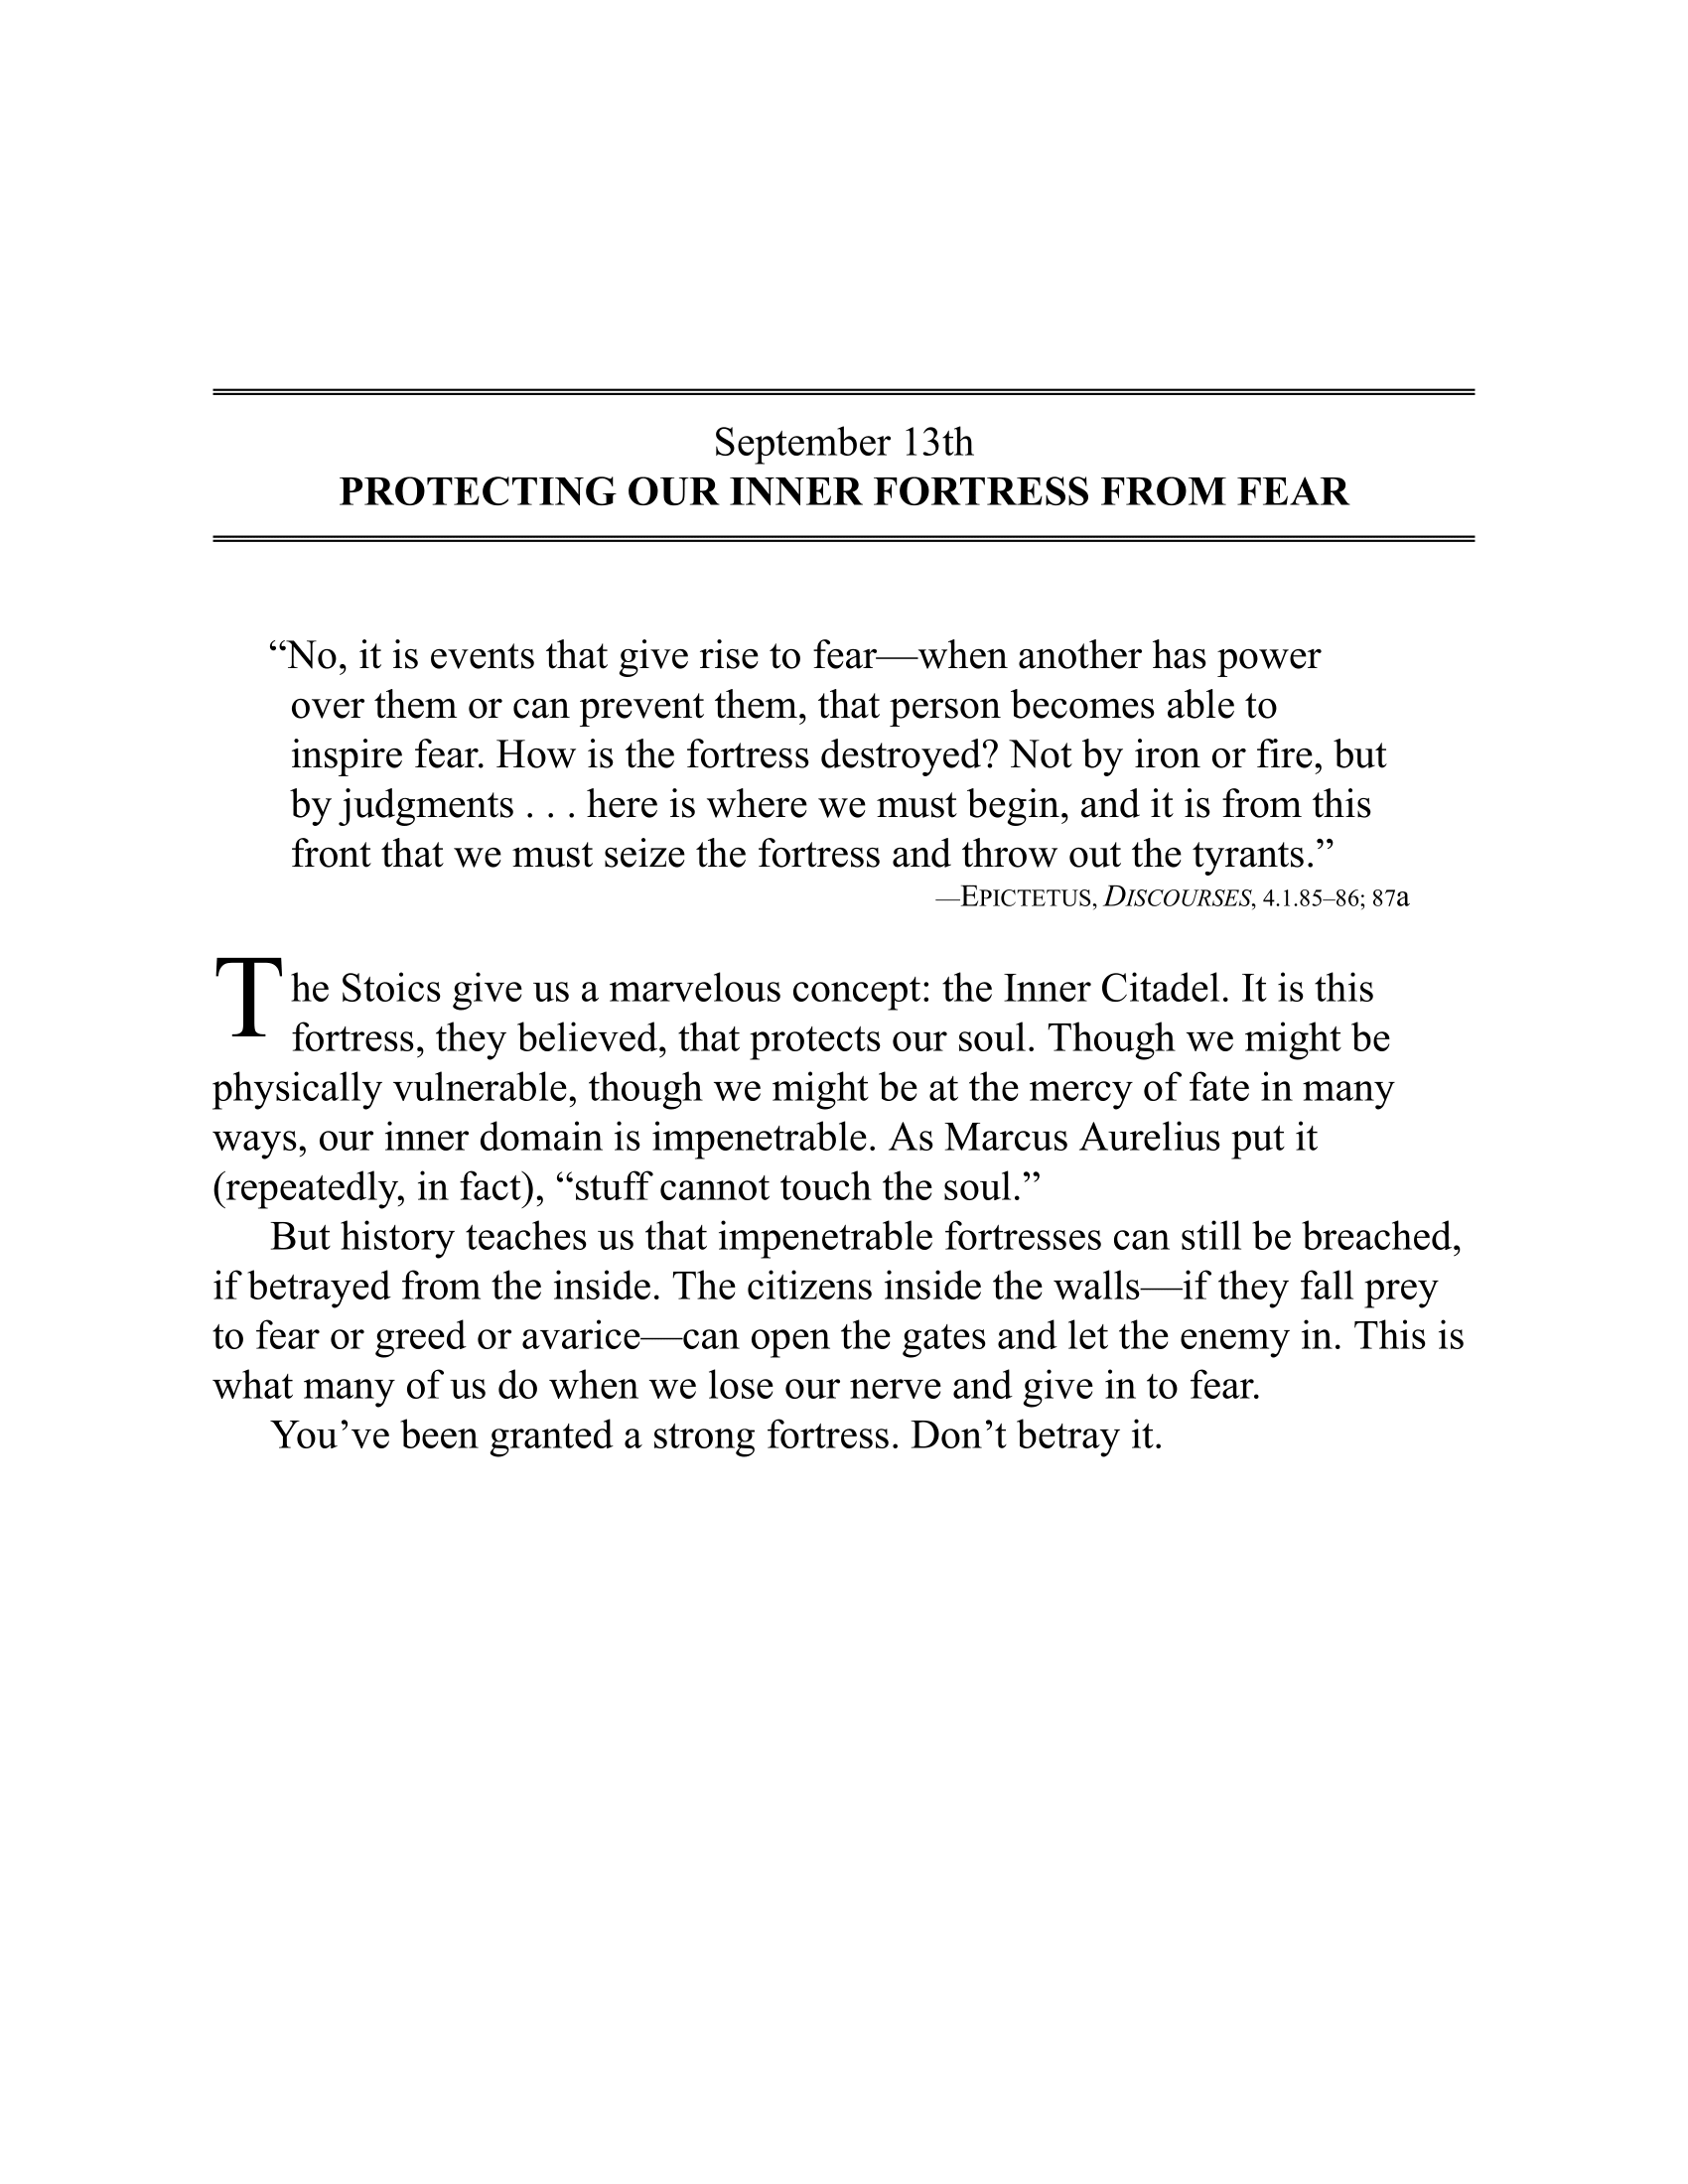 September 13th
PROTECTING OUR INNER FORTRESS FROM FEAR
“No, it is events that give rise to fear—when another has power
over them or can prevent them, that person becomes able to
inspire fear. How is the fortress destroyed? Not by iron or fire, but
by judgments . . . here is where we must begin, and it is from this
front that we must seize the fortress and throw out the tyrants.”
—EPICTETUS, DISCOURSES, 4.1.85–86; 87a
The Stoics give us a marvelous concept: the Inner Citadel. It is this
fortress, they believed, that protects our soul. Though we might be
physically vulnerable, though we might be at the mercy of fate in many
ways, our inner domain is impenetrable. As Marcus Aurelius put it
(repeatedly, in fact), “stuff cannot touch the soul.”
But history teaches us that impenetrable fortresses can still be breached,
if betrayed from the inside. The citizens inside the walls—if they fall prey
to fear or greed or avarice—can open the gates and let the enemy in. This is
what many of us do when we lose our nerve and give in to fear.
You’ve been granted a strong fortress. Don’t betray it.